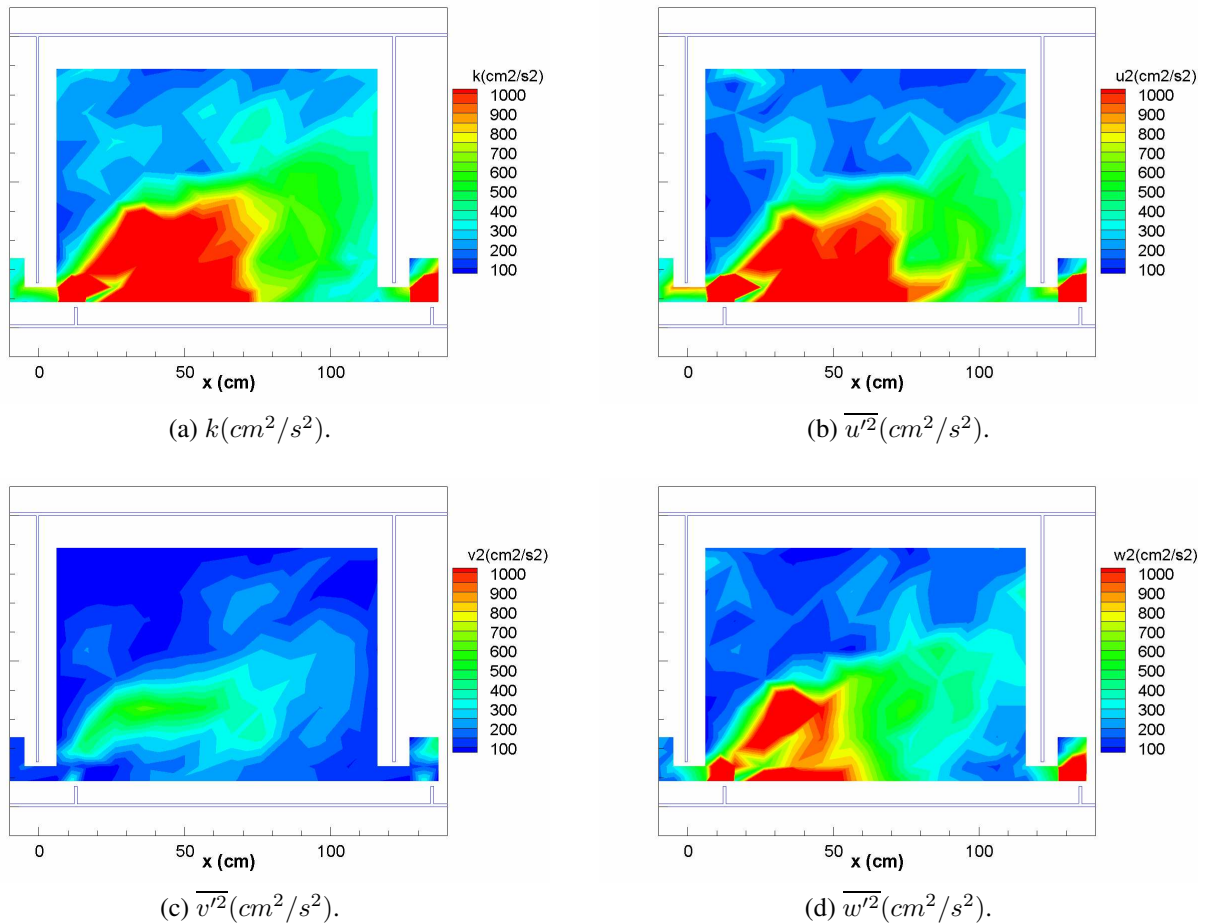 k(cm2/s2)
1000
900
800
700
600
500
400
300
200
100
0 50 100
x (cm)
(a) k(cm²/s²).
u2(cm2/s2)
1000
900
800
700
600
500
400
300
200
100
0 50 100
x (cm)
(b) \overline{u'^2}(cm²/s²).
v2(cm2/s2)
1000
900
800
700
600
500
400
300
200
100
0 50 100
x (cm)
(c) \overline{v'^2}(cm²/s²).
w2(cm2/s2)
1000
900
800
700
600
500
400
300
200
100
0 50 100
x (cm)
(d) \overline{w'^2}(cm²/s²).